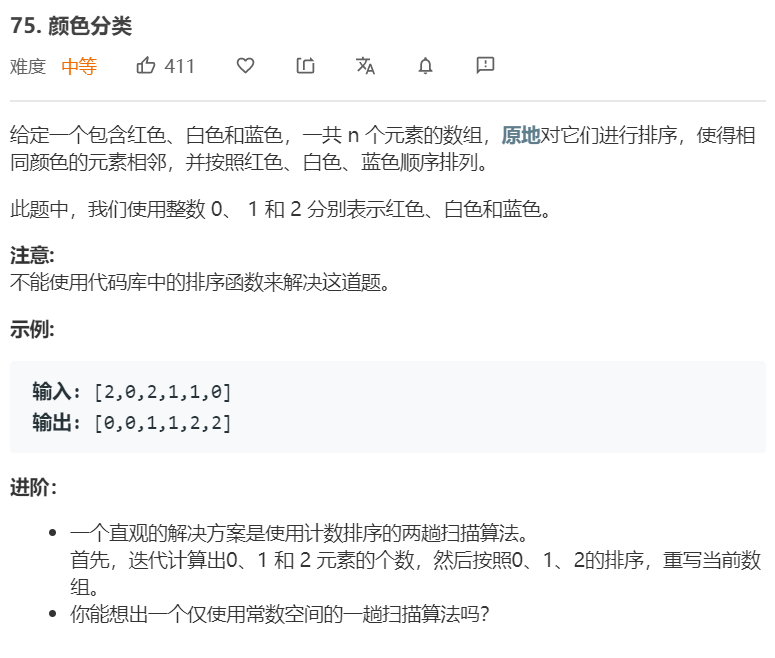 75. 颜色分类
难度 中等 411
给定一个包含红色、白色和蓝色，一共 n 个元素的数组，原地对它们进行排序，使得相
同颜色的元素相邻，并按照红色、白色、蓝色顺序排列。
此题中，我们使用整数 0、 1 和 2 分别表示红色、白色和蓝色。
注意:
不能使用代码库中的排序函数来解决这道题。
示例:
输入: [2,0,2,1,1,0]
输出: [0,0,1,1,2,2]
进阶：
• 一个直观的解决方案是使用计数排序的两趟扫描算法。
首先，迭代计算出0、1 和 2 元素的个数，然后按照0、1、2的排序，重写当前数
组。
• 你能想出一个仅使用常数空间的一趟扫描算法吗？